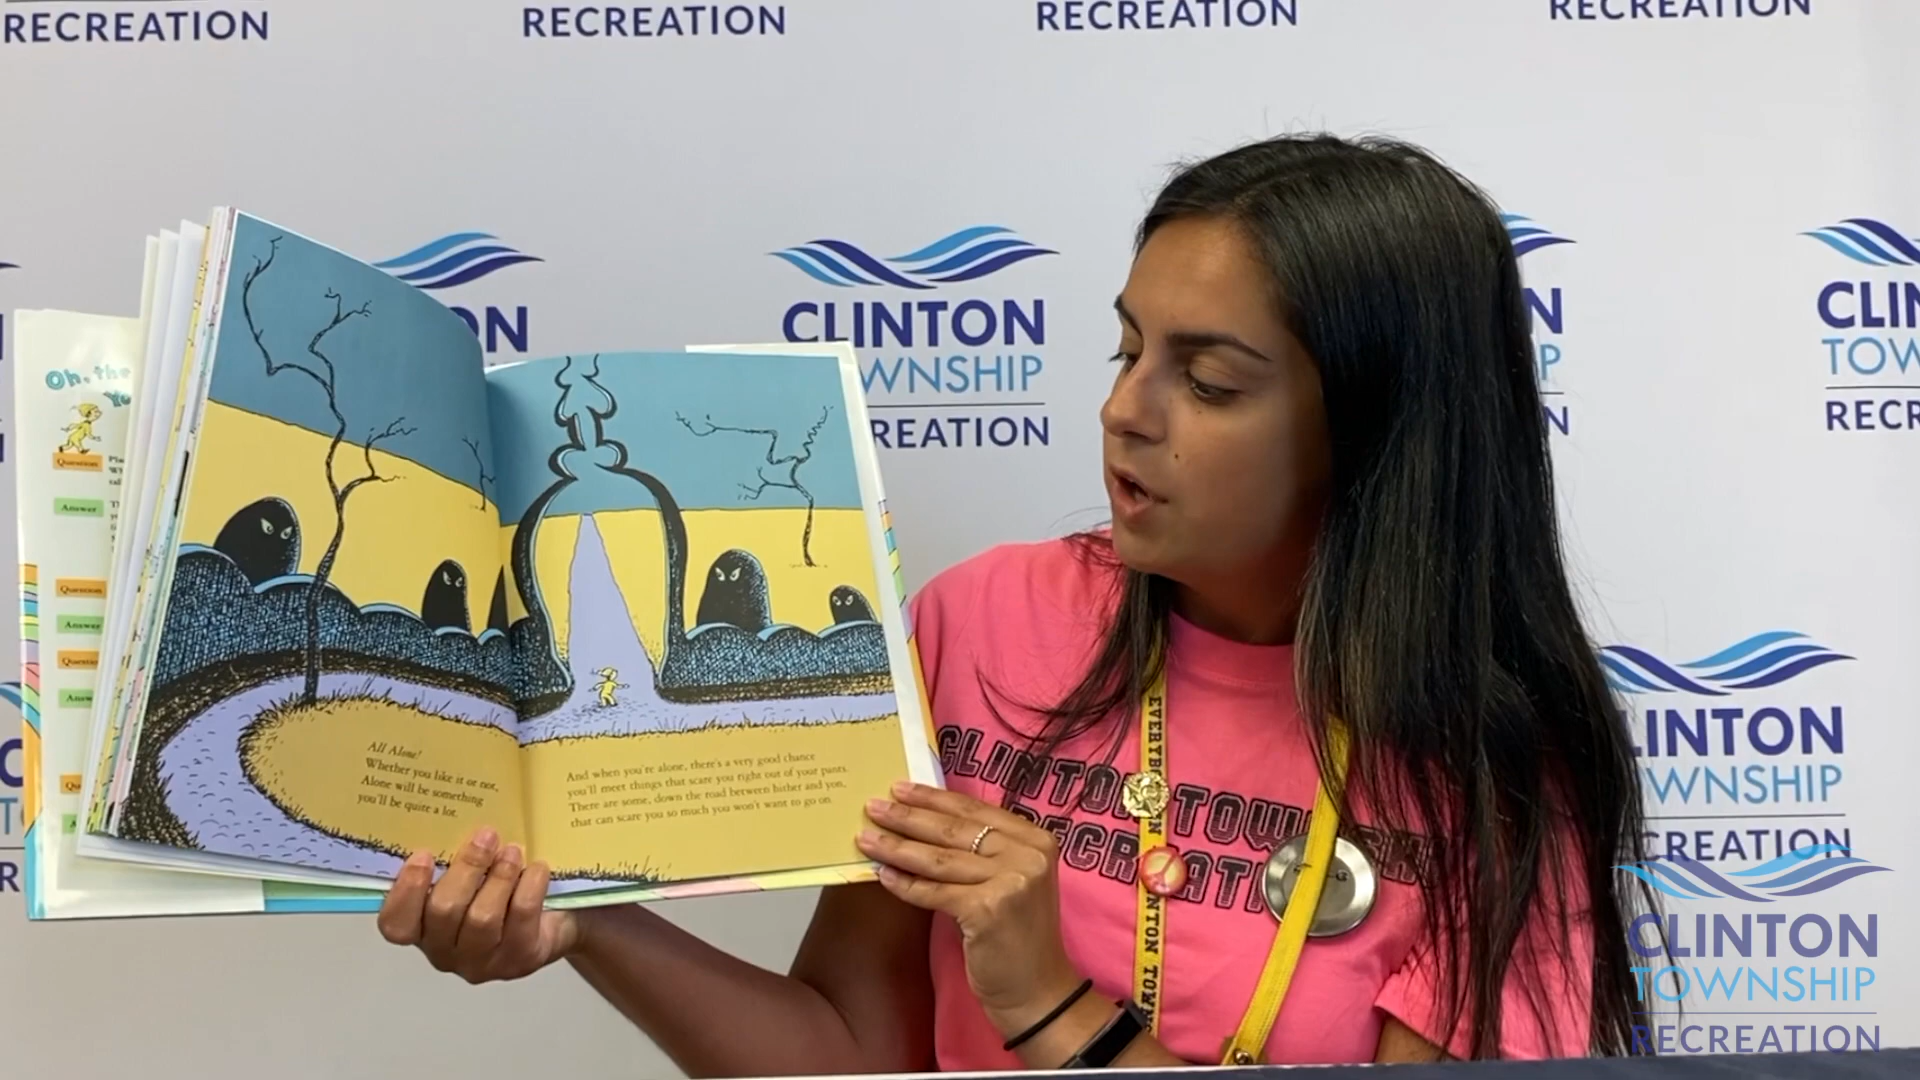 RECREATION
RECREATION
RECREATION
RECREATION
CLINTON
TOWNSHIP
RECREATION
Oh, the
Question
Answer
Question
Answer
All Alone!
Whether you like it or not,
Alone will be something
you'll be quite a lot.
And when you're alone, there's a very good chance
you'll meet things that scare you right out of your pants.
There are some, down the road between hither and yon,
that can scare you so much you won't want to go on.
CLINTON TOWNSHIP
RECREATION
CLINTON
TOWNSHIP
RECREATION
CLINTON
TOWNSHIP
RECREATION